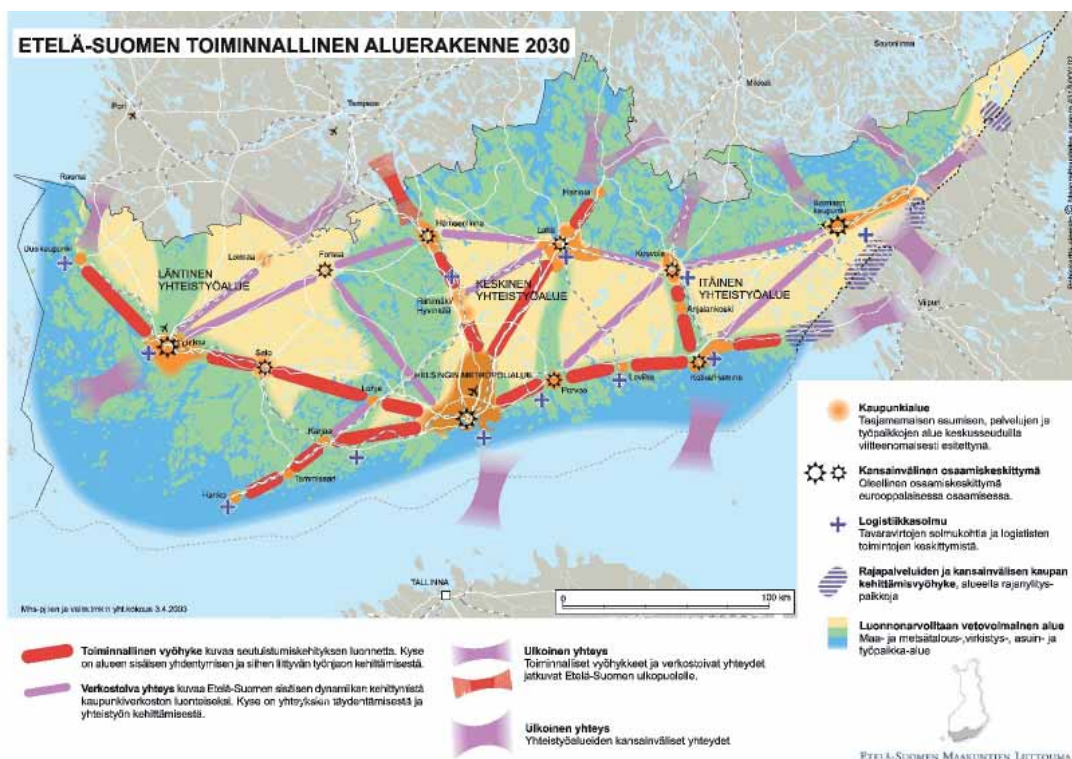 ETELÄ-SUOMEN TOIMINNALLINEN ALUERAKENNE 2030
Savonlinna
Mikkeli
Pori
Tampere
Rauma
Heinola
Hämeenlinna
Lahti
Kaakkoinen kaupunki
Uusikaupunki
Loimaa
Forssa
Kouvola
LÄNTINEN
YHTEISTYÖALUE
KESKINEN
YHTEISTYÖALUE
ITÄINEN
YHTEISTYÖALUE
Riihimäki/
Hyvinkää
Anjalankoski
Viipuri
Turku
Salo
Lohja
HELSINGIN METROPOLIALUE
Porvoo
Loviisa
Kotka/Hamina
Karjaa
Tammisaari
Hanko
TALLINNA
0
100 km
3.4.2003
Kaupunkialue
Taajamamaisen asumisen, palvelujen ja
työpaikkojen alue keskusseuduilla
viitteenomaisesti esitettynä.
Kansainvälinen osaamiskeskittymä
Oleellinen osaamiskeskittymä
eurooppalaisessa osaamisessa.
Logistiikkasolmu
Tavaravirtojen solmukohtia ja logististen
toimintojen keskittymistä.
Rajapalveluiden ja kansainvälisen kaupan
kehittämisvyöhyke, alueella rajanylitys-
paikkoja
Luonnonarvoiltaan vetovoimainen alue
Maa- ja metsätalous-,virkistys-, asuin- ja
työpaikka-alue
Toiminnallinen vyöhyke kuvaa seutuistumiskehityksen luonnetta. Kyse
on alueen sisäisen yhdentymisen ja siihen liittyvän työnjaon kehittämisestä.
Verkostoiva yhteys kuvaa Etelä-Suomen sisäisen dynamiikan kehittymistä
kaupunkiverkoston luonteiseksi. Kyse on yhteyksien täydentämisestä ja
yhteistyön kehittämisestä.
Ulkoinen yhteys
Toiminnalliset vyöhykkeet ja verkostoivat yhteydet
jatkuvat Etelä-Suomen ulkopuolelle.
Ulkoinen yhteys
Yhteistyöalueiden kansainväliset yhteydet
ETELÄ-SUOMEN MAAKUNTIEN LIITTOUMA